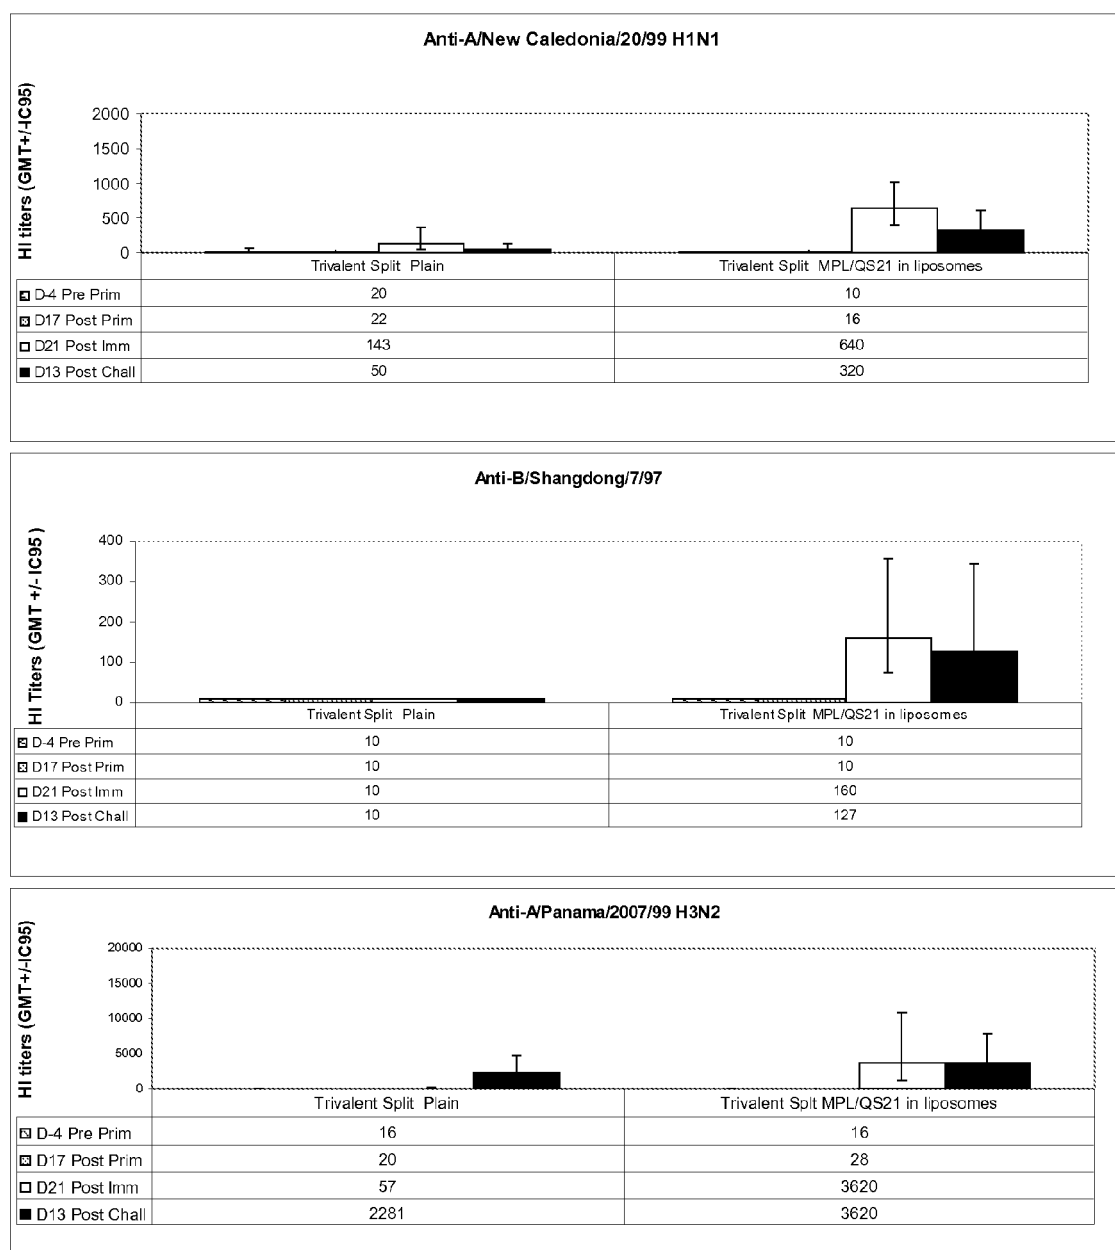 Anti-A/New Caledonia/20/99 H1N1
HI titers (GMT+/-IC95)
2000
1500
1000
500
0
Trivalent Split Plain Trivalent Split MPL/QS21 in liposomes
D-4 Pre Prim 20 10
D17 Post Prim 22 16
D21 Post Imm 143 640
D13 Post Chall 50 320
Anti-B/Shangdong/7/97
HI Titers (GMT +/- IC95 )
400
300
200
100
0
Trivalent Split Plain Trivalent Split MPL/QS21 in liposomes
D-4 Pre Prim 10 10
D17 Post Prim 10 10
D21 Post Imm 10 160
D13 Post Chall 10 127
Anti-A/Panama/2007/99 H3N2
HI titers (GMT+/-IC95)
20000
15000
10000
5000
0
Trivalent Split Plain Trivalent Splt MPL/QS21 in liposomes
D-4 Pre Prim 16 16
D17 Post Prim 20 28
D21 Post Imm 57 3620
D13 Post Chall 2281 3620